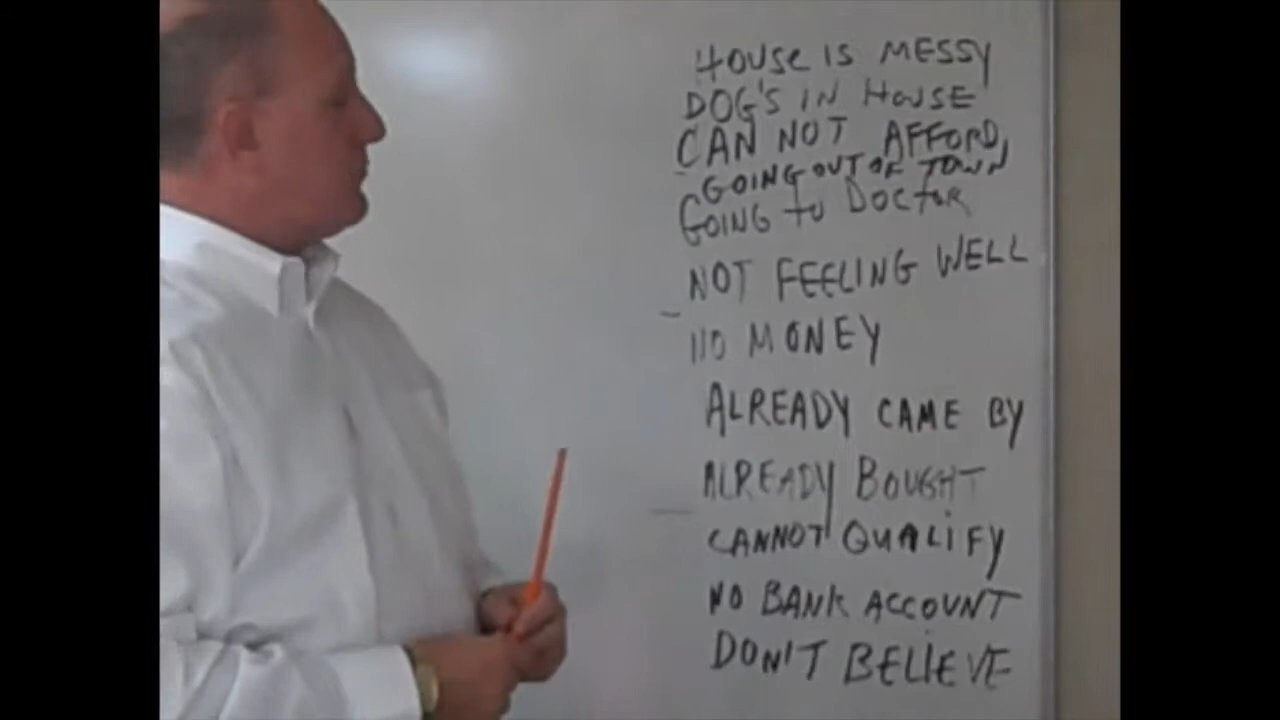 HOUSE IS MESSY
DOG'S IN HOUSE
CAN NOT AFFORD
GOING OUT OF TOWN
GOING TO DOCTOR
NOT FEELING WELL
NO MONEY
ALREADY CAME BY
ALREADY BOUGHT
CANNOT QUALIFY
NO BANK ACCOUNT
DON'T BELIEVE